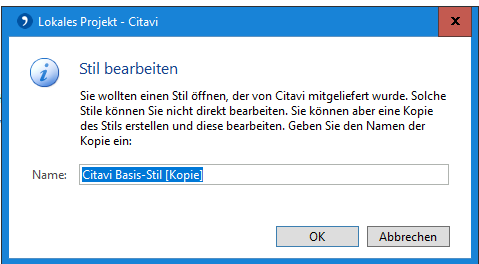 Lokales Projekt - Citavi
Stil bearbeiten
Sie wollten einen Stil öffnen, der von Citavi mitgeliefert wurde. Solche
Stile können Sie nicht direkt bearbeiten. Sie können aber eine Kopie
des Stils erstellen und diese bearbeiten. Geben Sie den Namen der
Kopie ein:
Name: Citavi Basis-Stil [Kopie]
OK Abbrechen